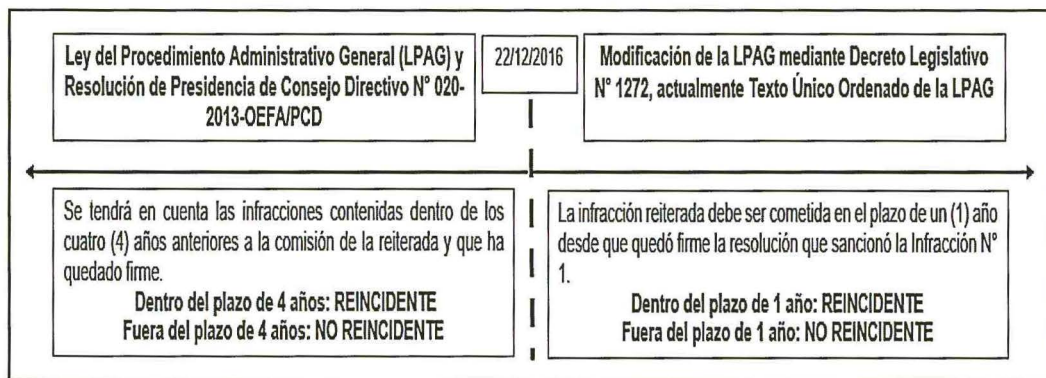 Ley del Procedimiento Administrativo General (LPAG) y
Resolución de Presidencia de Consejo Directivo N° 020-
2013-OEFA/PCD
22/12/2016
Modificación de la LPAG mediante Decreto Legislativo
N° 1272, actualmente Texto Único Ordenado de la LPAG
Se tendrá en cuenta las infracciones contenidas dentro de los
cuatro (4) años anteriores a la comisión de la reiterada y que ha
quedado firme.
Dentro del plazo de 4 años: REINCIDENTE
Fuera del plazo de 4 años: NO REINCIDENTE
La infracción reiterada debe ser cometida en el plazo de un (1) año
desde que quedó firme la resolución que sancionó la Infracción N°
1.
Dentro del plazo de 1 año: REINCIDENTE
Fuera del plazo de 1 año: NO REINCIDENTE